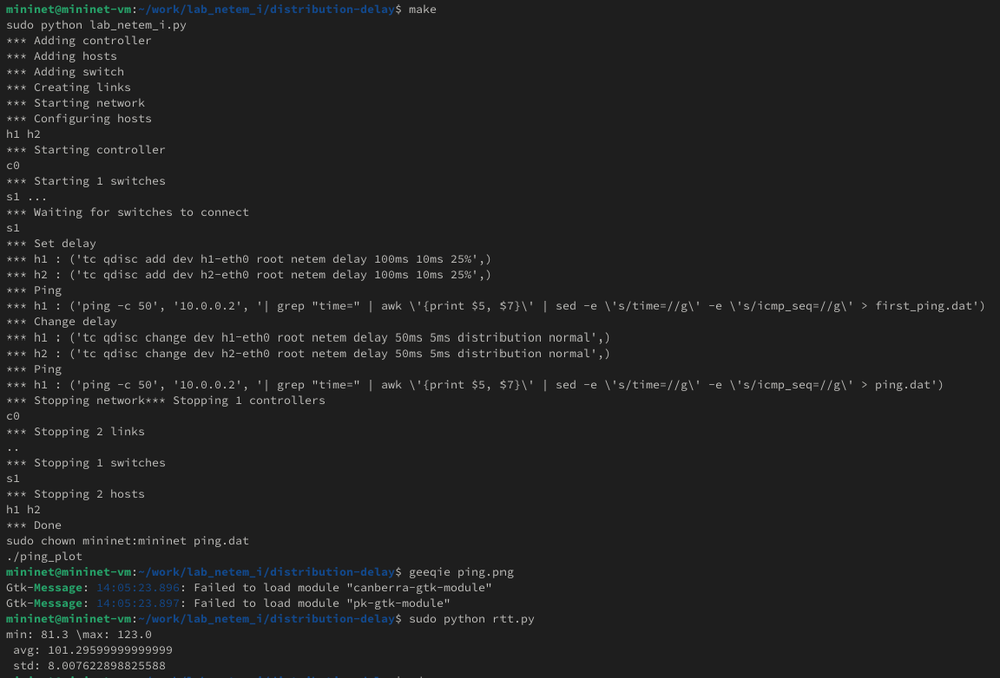 mininet@mininet-vm:~/work/lab_netem_i/distribution-delay$ make
sudo python lab_netem_i.py
*** Adding controller
*** Adding hosts
*** Adding switch
*** Creating links
*** Starting network
*** Configuring hosts
h1 h2
*** Starting controller
c0
*** Starting 1 switches
s1 ...
*** Waiting for switches to connect
s1
*** Set delay
*** h1 : ('tc qdisc add dev h1-eth0 root netem delay 100ms 10ms 25%',)
*** h2 : ('tc qdisc add dev h2-eth0 root netem delay 100ms 10ms 25%',)
*** Ping
*** h1 : ('ping -c 50', '10.0.0.2', '| grep "time=" | awk \'{print $5, $7}\' | sed -e \'s/time=//g\' -e \'s/icmp_seq=//g\' > first_ping.dat')
*** Change delay
*** h1 : ('tc qdisc change dev h1-eth0 root netem delay 50ms 5ms distribution normal',)
*** h2 : ('tc qdisc change dev h2-eth0 root netem delay 50ms 5ms distribution normal',)
*** Ping
*** h1 : ('ping -c 50', '10.0.0.2', '| grep "time=" | awk \'{print $5, $7}\' | sed -e \'s/time=//g\' -e \'s/icmp_seq=//g\' > ping.dat')
*** Stopping network*** Stopping 1 controllers
c0
*** Stopping 2 links
..
*** Stopping 1 switches
s1
*** Stopping 2 hosts
h1 h2
*** Done
sudo chown mininet:mininet ping.dat
./ping_plot
mininet@mininet-vm:~/work/lab_netem_i/distribution-delay$ geeqie ping.png
Gtk-Message: 14:05:23.896: Failed to load module "canberra-gtk-module"
Gtk-Message: 14:05:23.897: Failed to load module "pk-gtk-module"
mininet@mininet-vm:~/work/lab_netem_i/distribution-delay$ sudo python rtt.py
min: 81.3 \max: 123.0
 avg: 101.29599999999999
 std: 8.007622898825588